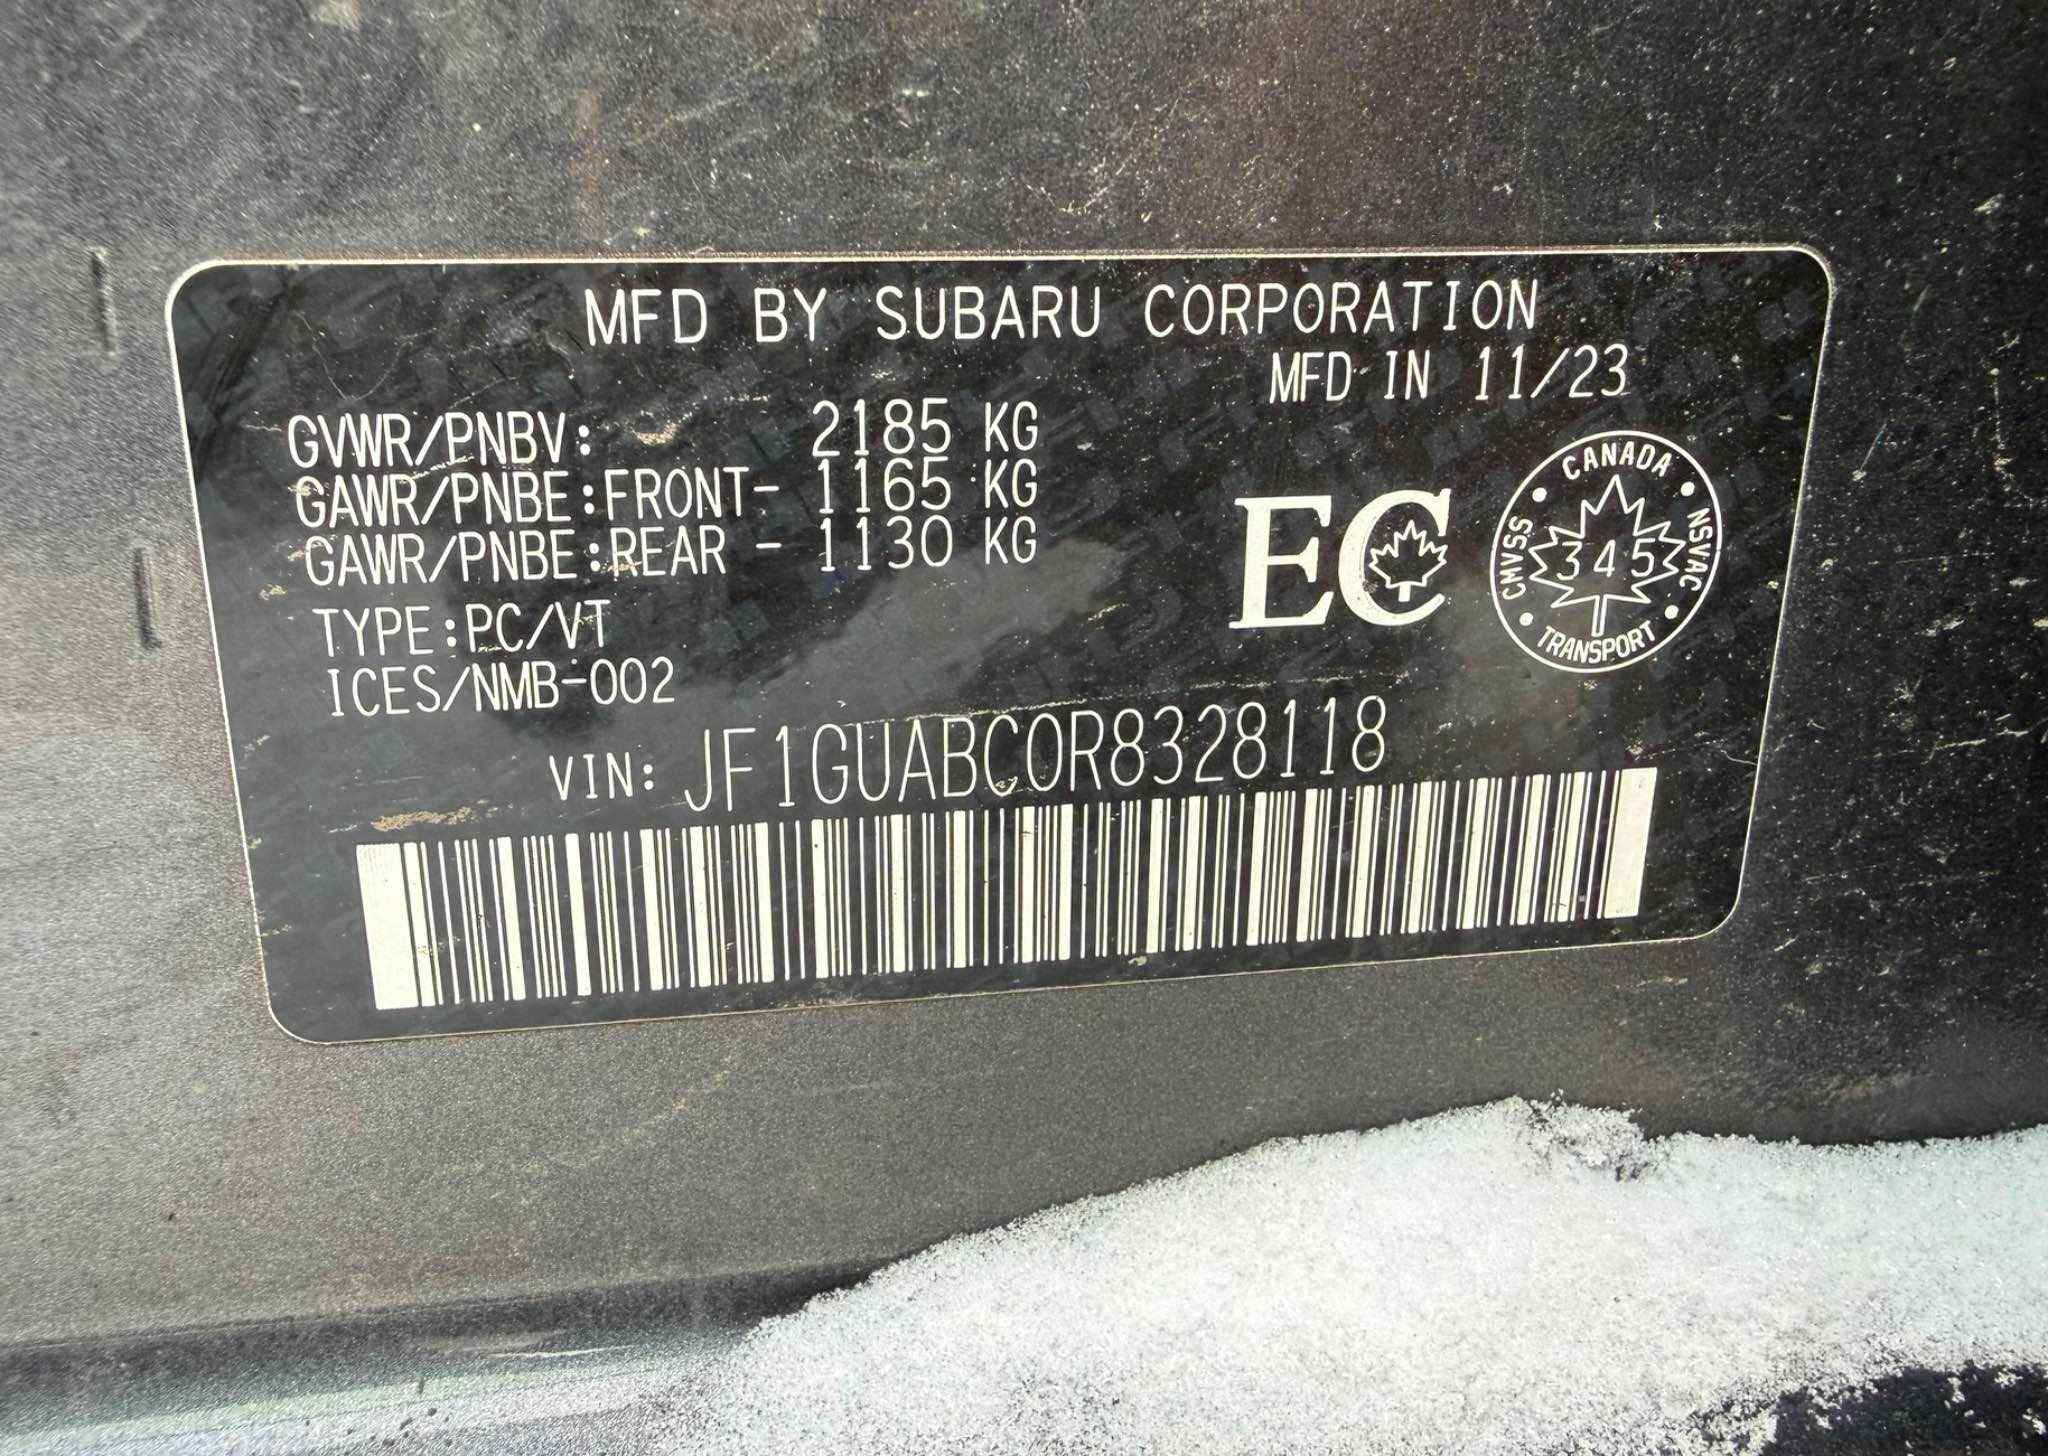 MFD BY SUBARU CORPORATION
MFD IN 11/23
GVWR/PNBV: 2185 KG
GAWR/PNBE:FRONT- 1165 KG
GAWR/PNBE:REAR - 1130 KG
TYPE:PC/VT
ICES/NMB-002
EC
CANADA
CMVSS
345
NSVAC
TRANSPORT
VIN: JF1GUABC0R8328118